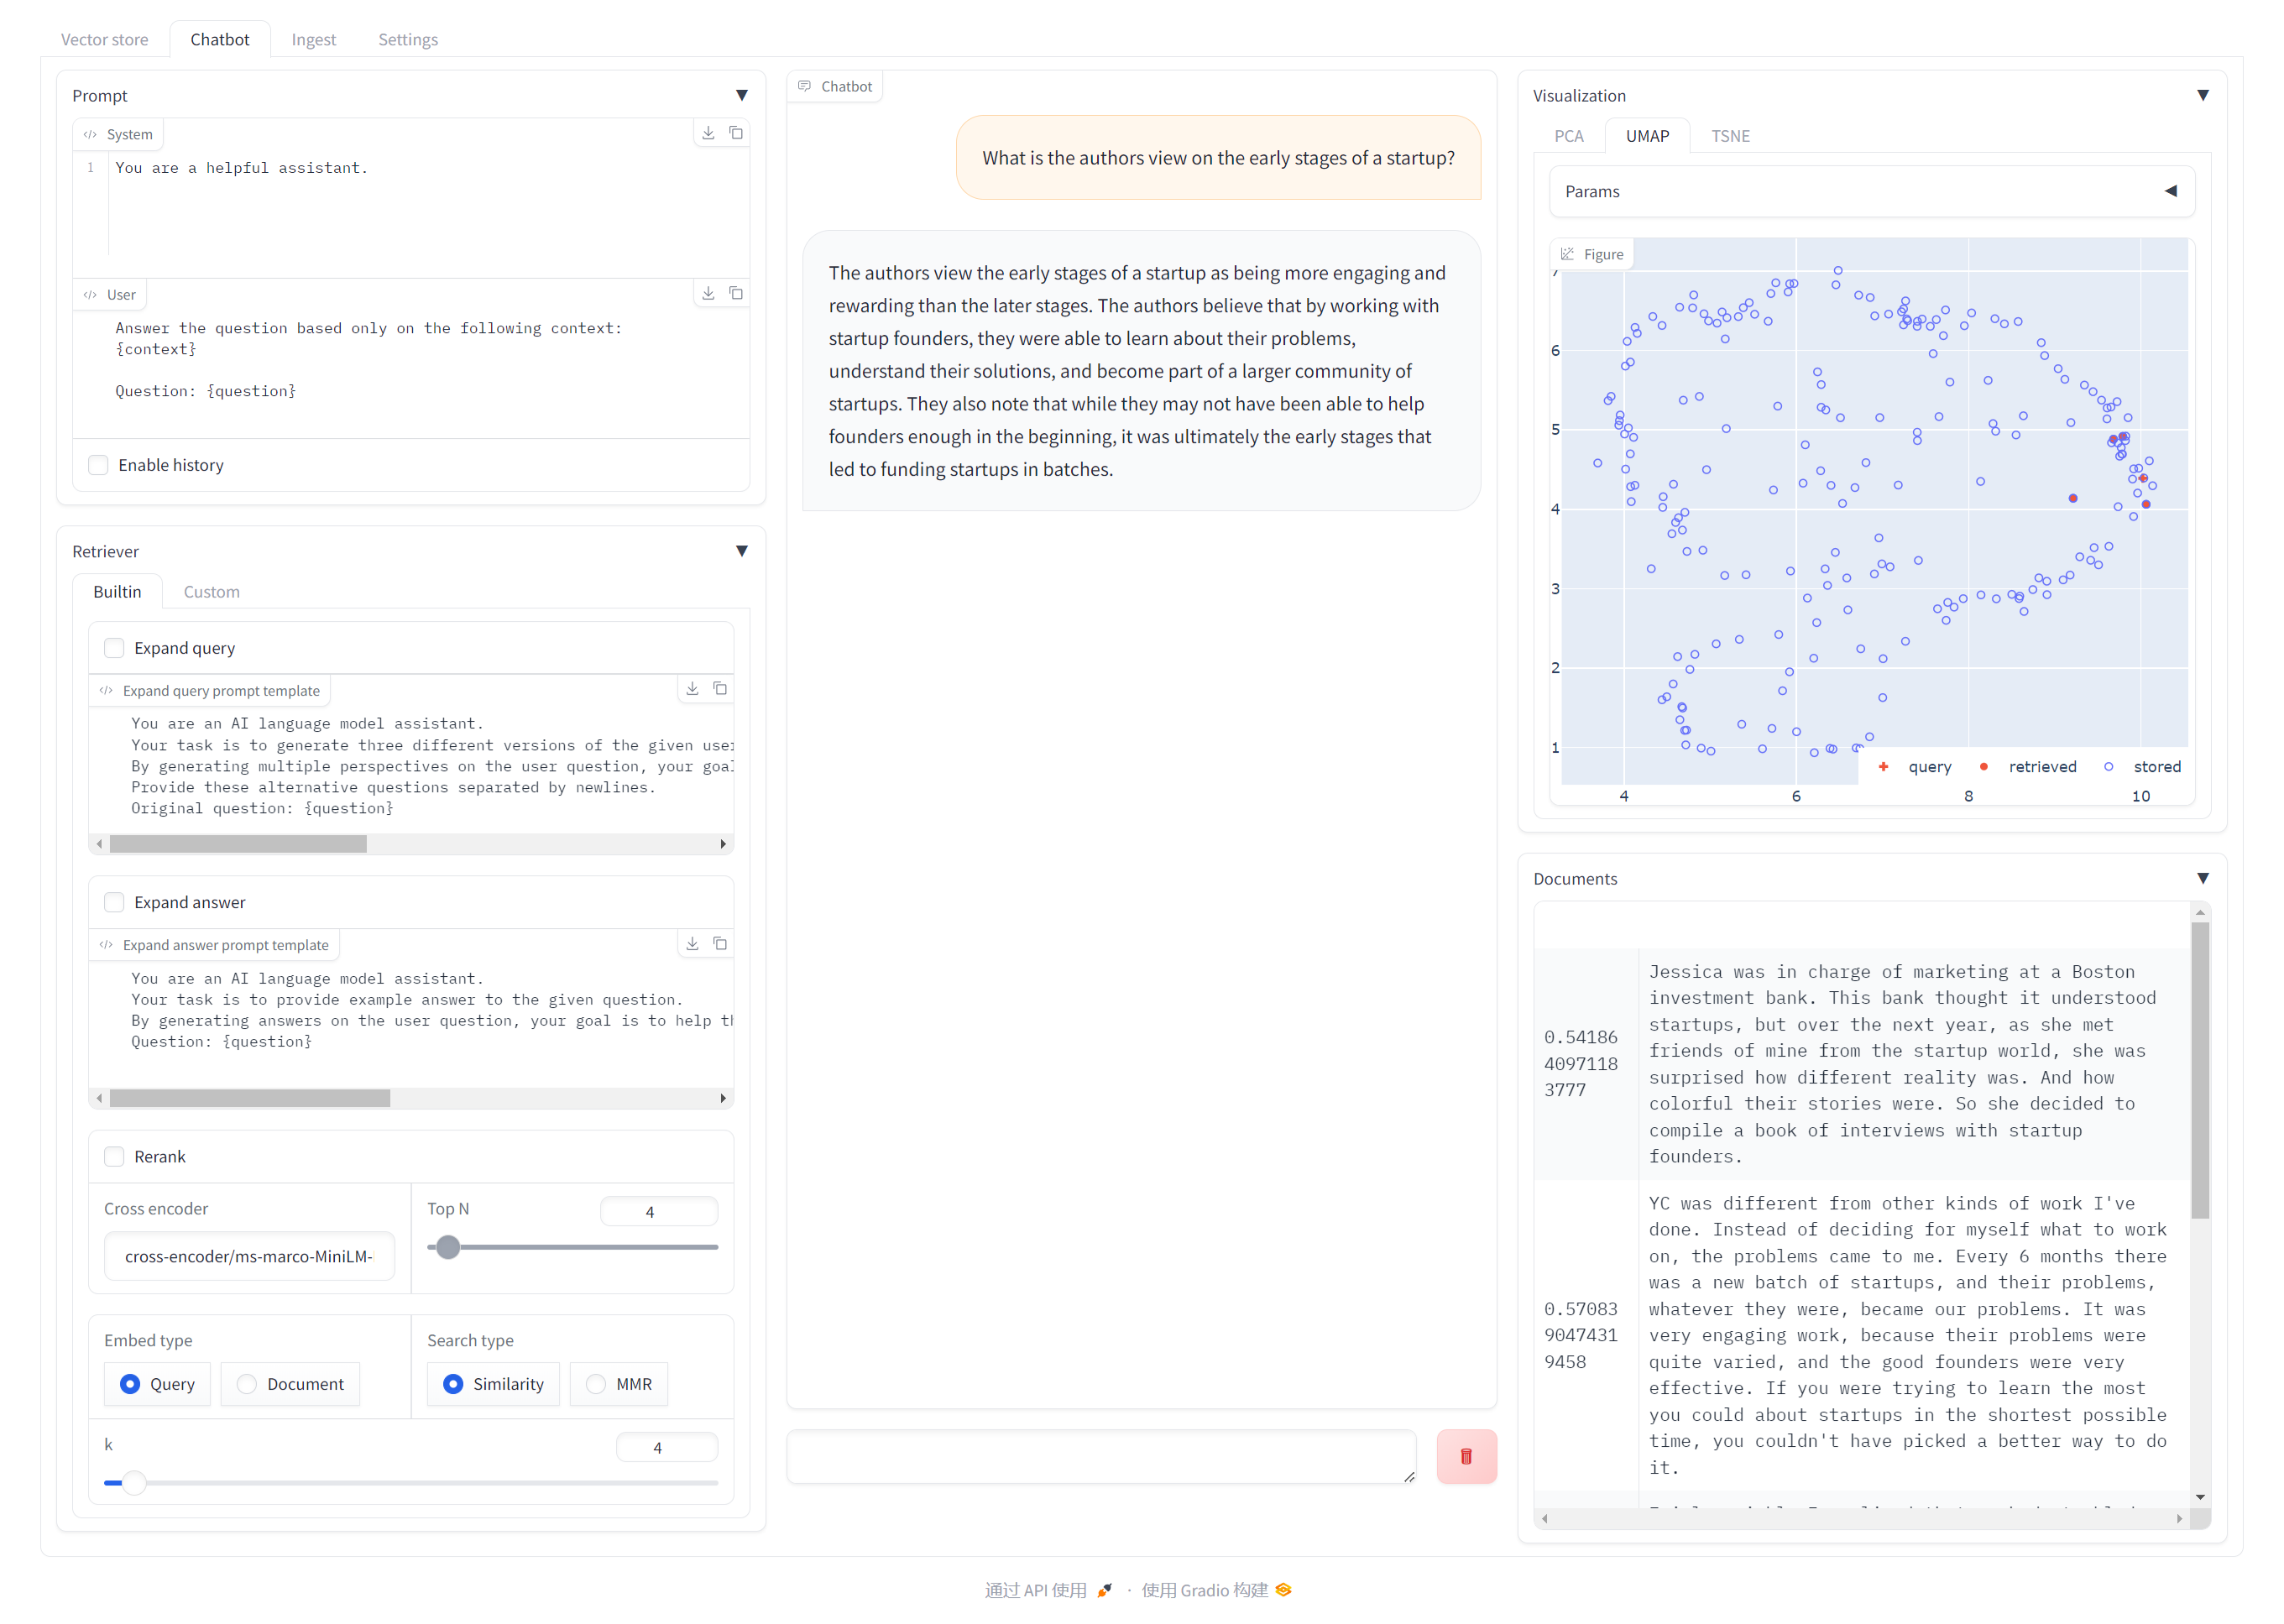 Vector store
Chatbot
Ingest
Settings
Prompt
System
1
You are a helpful assistant.
User
Answer the question based only on the following context:
{context}
Question: {question}
Enable history
Retriever
Builtin
Custom
Expand query
Expand query prompt template
You are an AI language model assistant.
Your task is to generate three different versions of the given user
By generating multiple perspectives on the user question, your goal
Provide these alternative questions separated by newlines.
Original question: {question}
Expand answer
Expand answer prompt template
You are an AI language model assistant.
Your task is to provide example answer to the given question.
By generating answers on the user question, your goal is to help th
Question: {question}
Rerank
Cross encoder
cross-encoder/ms-marco-MiniLM-
Top N
4
Embed type
Query
Document
Search type
Similarity
MMR
k
4
Chatbot
What is the authors view on the early stages of a startup?
The authors view the early stages of a startup as being more engaging and
rewarding than the later stages. The authors believe that by working with
startup founders, they were able to learn about their problems,
understand their solutions, and become part of a larger community of
startups. They also note that while they may not have been able to help
founders enough in the beginning, it was ultimately the early stages that
led to funding startups in batches.
Visualization
PCA
UMAP
TSNE
Params
Figure
7
6
5
4
3
2
1
4
6
8
10
query
retrieved
stored
Documents
0.54186
4097118
3777
Jessica was in charge of marketing at a Boston
investment bank. This bank thought it understood
startups, but over the next year, as she met
friends of mine from the startup world, she was
surprised how different reality was. And how
colorful their stories were. So she decided to
compile a book of interviews with startup
founders.
0.57083
9047431
9458
YC was different from other kinds of work I've
done. Instead of deciding for myself what to work
on, the problems came to me. Every 6 months there
was a new batch of startups, and their problems,
whatever they were, became our problems. It was
very engaging work, because their problems were
quite varied, and the good founders were very
effective. If you were trying to learn the most
you could about startups in the shortest possible
time, you couldn't have picked a better way to do
it.
通过 API 使用 · 使用 Gradio 构建